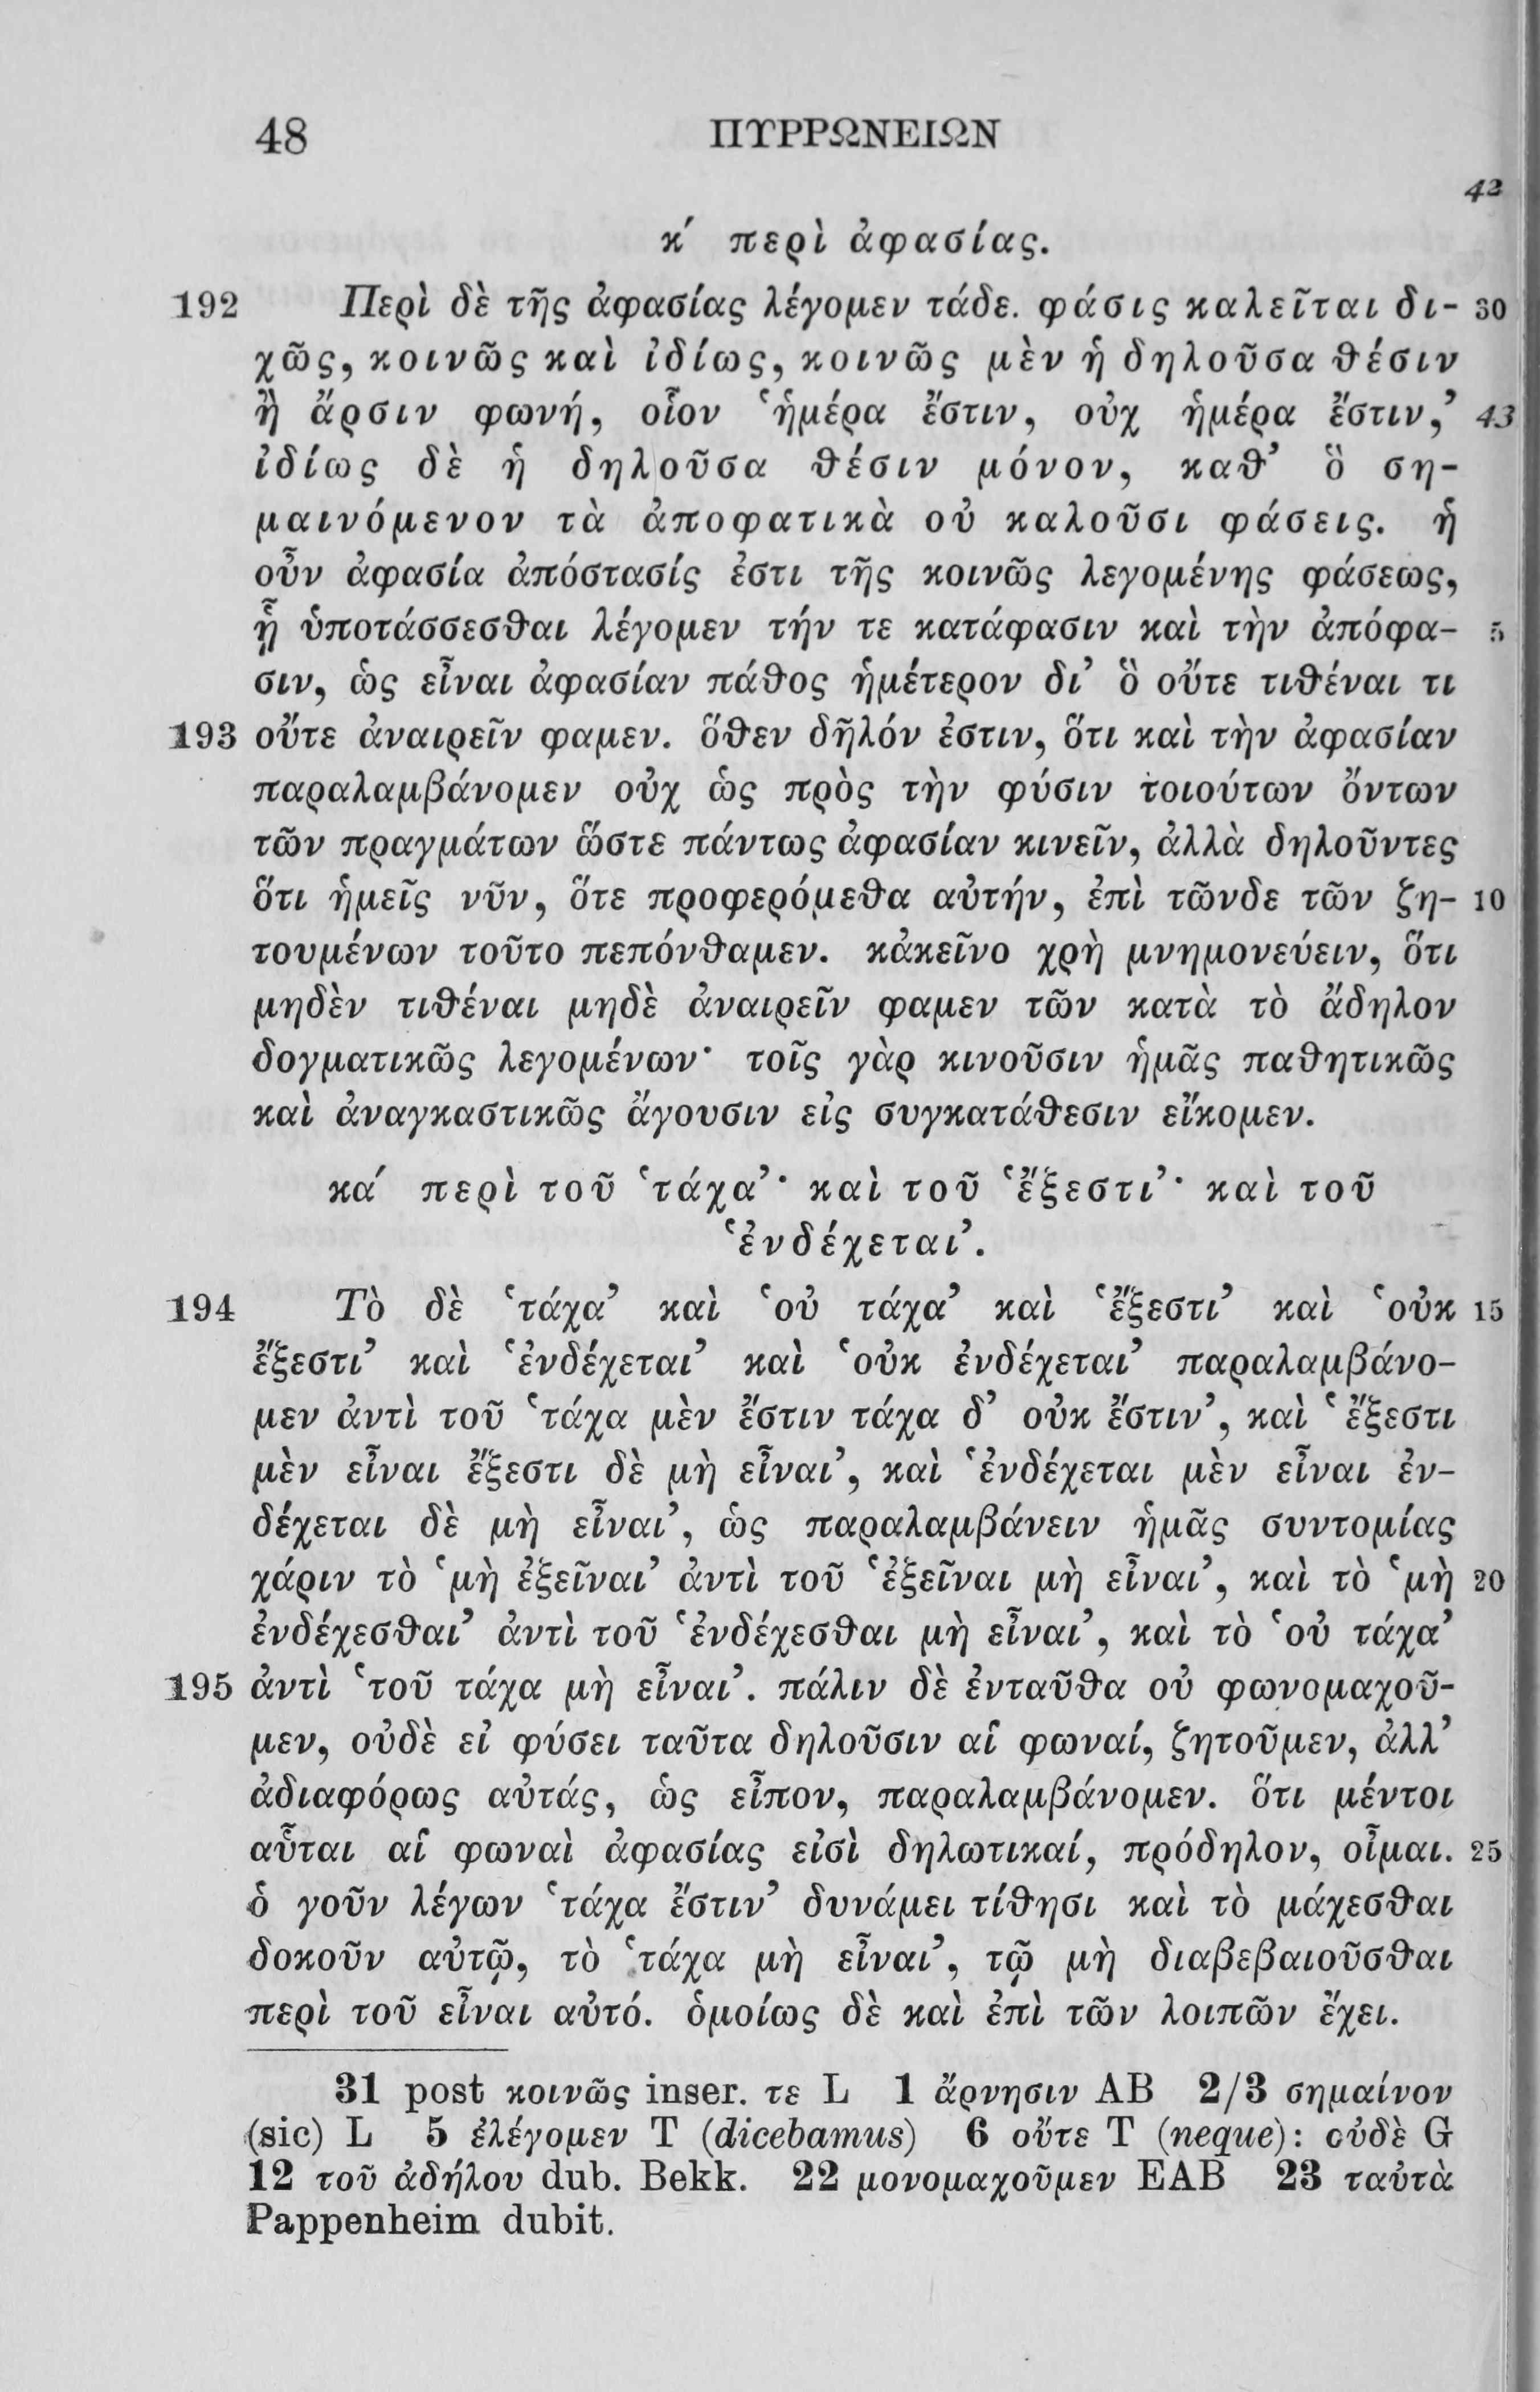 48 ΠΥΡΡΩΝΕΙΩΝ
42
κ′ περὶ ἀφασίας.
192 Περὶ δὲ τῆς ἀφασίας λέγομεν τάδε. φάσις καλεῖται δι- 30
χῶς, κοινῶς καὶ ἰδίως, κοινῶς μὲν ἡ δηλοῦσα θέσιν
ἢ ἄρσιν φωνή, οἷον ‘ἡμέρα ἔστιν, οὐχ ἡμέρα ἔστιν,’ 43
ἰδίως δὲ ἡ δηλοῦσα θέσιν μόνον, καθ’ ὃ ση-
μαινόμενον τὰ ἀποφατικὰ οὐ καλοῦσι φάσεις. ἡ
οὖν ἀφασία ἀπόστασίς ἐστι τῆς κοινῶς λεγομένης φάσεως,
ᾗ ὑποτάσσεσθαι λέγομεν τήν τε κατάφασιν καὶ τὴν ἀπόφα- 5
σιν, ὡς εἶναι ἀφασίαν πάθος ἡμέτερον δι’ ὃ οὔτε τιθέναι τι
193 οὔτε ἀναιρεῖν φαμεν. ὅθεν δῆλόν ἐστιν, ὅτι καὶ τὴν ἀφασίαν
παραλαμβάνομεν οὐχ ὡς πρὸς τὴν φύσιν τοιούτων ὄντων
τῶν πραγμάτων ὥστε πάντως ἀφασίαν κινεῖν, ἀλλὰ δηλοῦντες
ὅτι ἡμεῖς νῦν, ὅτε προφερόμεθα αὐτήν, ἐπὶ τῶνδε τῶν ζη- 10
τουμένων τοῦτο πεπόνθαμεν. κἀκεῖνο χρὴ μνημονεύειν, ὅτι
μηδὲν τιθέναι μηδὲ ἀναιρεῖν φαμεν τῶν κατὰ τὸ ἄδηλον
δογματικῶς λεγομένων· τοῖς γὰρ κινοῦσιν ἡμᾶς παθητικῶς
καὶ ἀναγκαστικῶς ἄγουσιν εἰς συγκατάθεσιν εἴκομεν.
κα′ περὶ τοῦ ‘τάχα’· καὶ τοῦ ‘ἔξεστι’· καὶ τοῦ
‘ἐνδέχεται’.
194 Τὸ δὲ ‘τάχα’ καὶ ‘οὐ τάχα’ καὶ ‘ἔξεστι’ καὶ ‘οὐκ 15
ἔξεστι’ καὶ ‘ἐνδέχεται’ καὶ ‘οὐκ ἐνδέχεται’ παραλαμβάνο-
μεν ἀντὶ τοῦ ‘τάχα μὲν ἔστιν τάχα δ’ οὐκ ἔστιν’, καὶ ‘ἔξεστι
μὲν εἶναι ἔξεστι δὲ μὴ εἶναι’, καὶ ‘ἐνδέχεται μὲν εἶναι ἐν-
δέχεται δὲ μὴ εἶναι’, ὡς παραλαμβάνειν ἡμᾶς συντομίας
χάριν τὸ ‘μὴ ἐξεῖναι’ ἀντὶ τοῦ ‘ἐξεῖναι μὴ εἶναι’, καὶ τὸ ‘μὴ 20
ἐνδέχεσθαι’ ἀντὶ τοῦ ‘ἐνδέχεσθαι μὴ εἶναι’, καὶ τὸ ‘οὐ τάχα’
195 ἀντὶ ‘τοῦ τάχα μὴ εἶναι’. πάλιν δὲ ἐνταῦθα οὐ φωνομαχοῦ-
μεν, οὐδὲ εἰ φύσει ταῦτα δηλοῦσιν αἱ φωναί, ζητοῦμεν, ἀλλ’
ἀδιαφόρως αὐτάς, ὡς εἶπον, παραλαμβάνομεν. ὅτι μέντοι
αὗται αἱ φωναὶ ἀφασίας εἰσὶ δηλωτικαί, πρόδηλον, οἶμαι. 25
ὁ γοῦν λέγων ‘τάχα ἔστιν’ δυνάμει τίθησι καὶ τὸ μάχεσθαι
δοκοῦν αὐτῷ, τὸ ‘τάχα μὴ εἶναι’, τῷ μὴ διαβεβαιοῦσθαι
περὶ τοῦ εἶναι αὐτό. ὁμοίως δὲ καὶ ἐπὶ τῶν λοιπῶν ἔχει.
31 post κοινῶς inser. τε L 1 ἄρνησιν AB 2/3 σημαίνον
(sic) L 5 ἐλέγομεν T (dicebamus) 6 οὔτε T (neque): οὐδὲ G
12 τοῦ ἀδήλου dub. Bekk. 22 μονομαχοῦμεν EAB 23 ταὐτὰ
Pappenheim dubit.